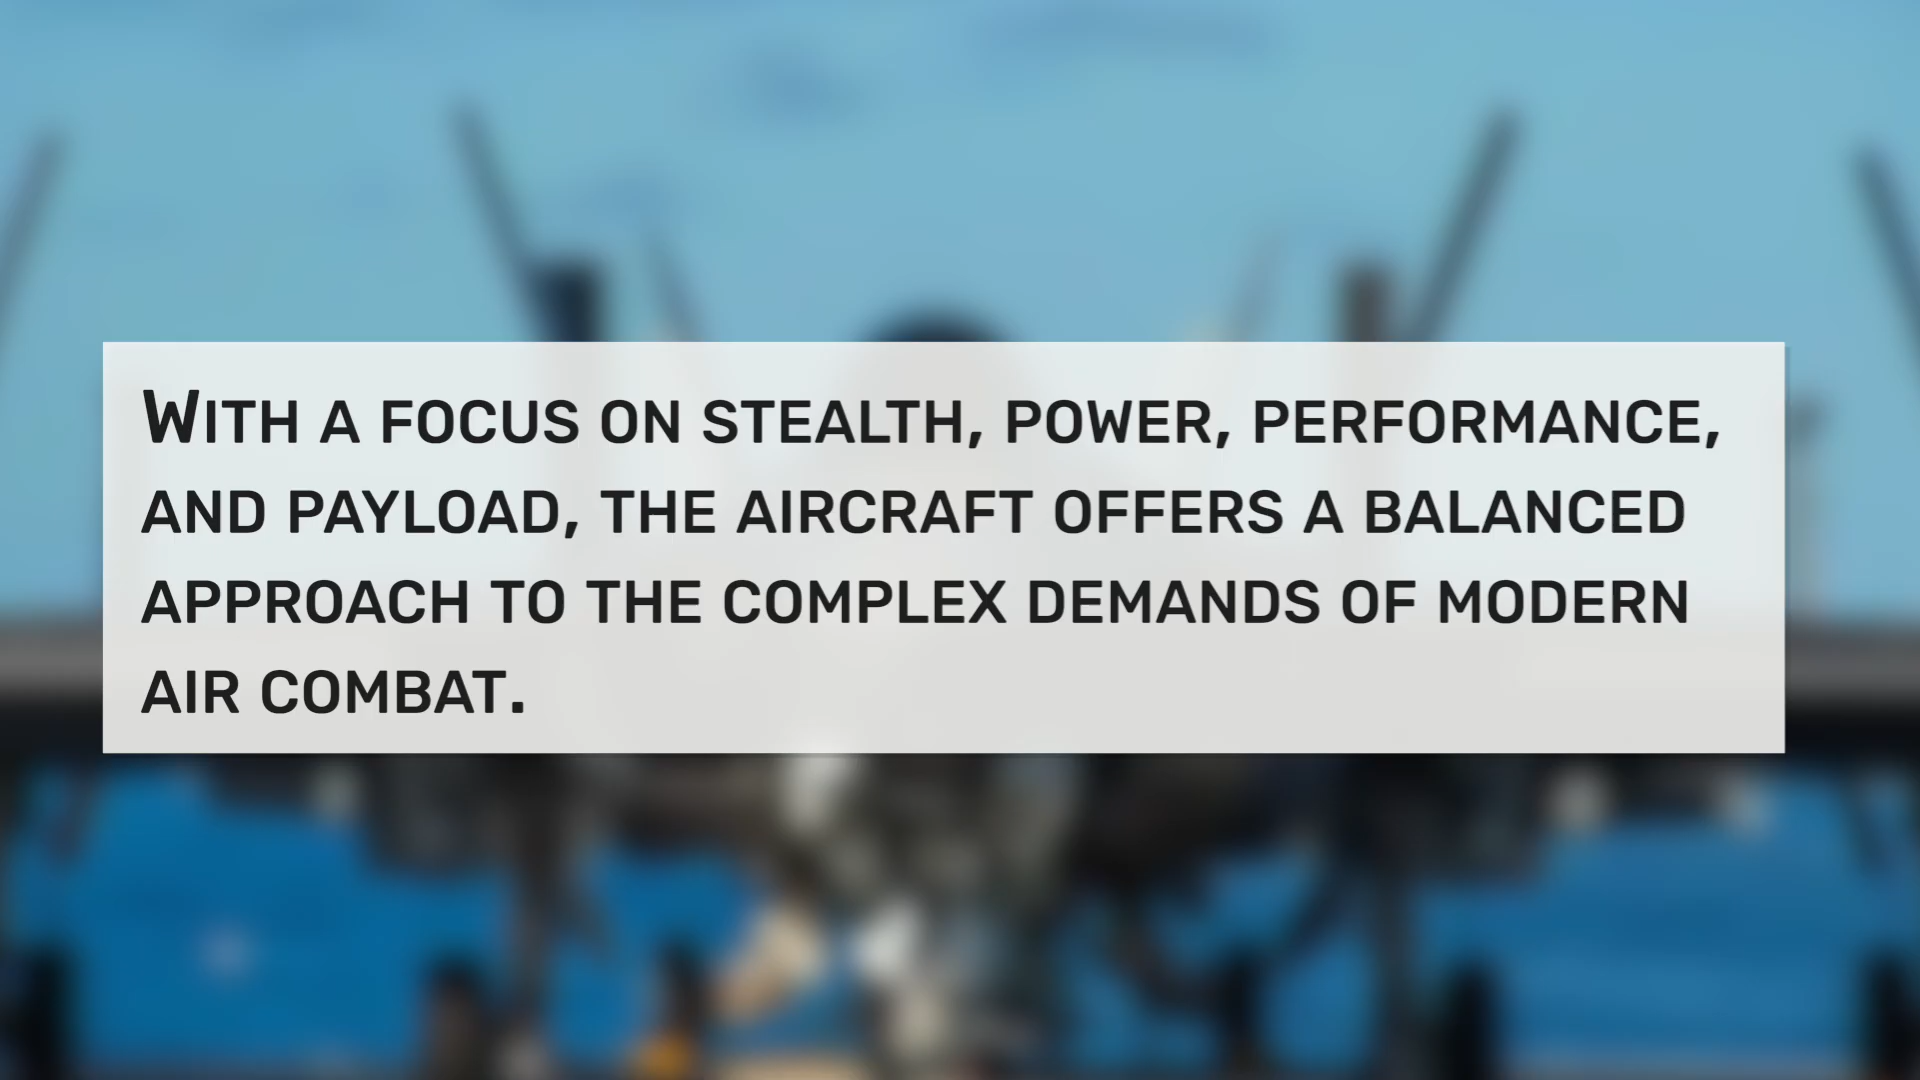 With a focus on stealth, power, performance,
and payload, the aircraft offers a balanced
approach to the complex demands of modern
air combat.